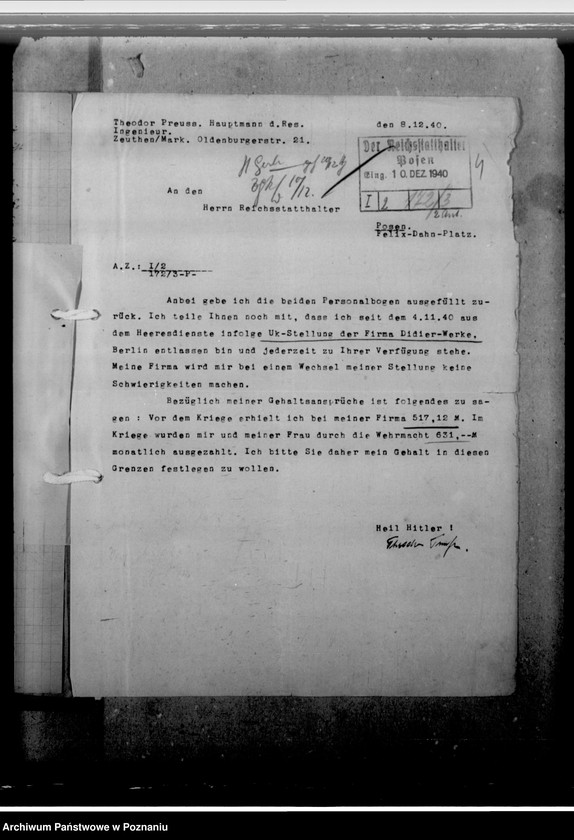 Theodor Preuss. Hauptmann d.Res.
Ingenieur.
Zeuthen/Mark. Oldenburgerstr. 21.
den 8.12.40.
Der Reichsstatthalter
Posen
Eing. 10. DEZ. 1940
I 2
An den
Herrn Reichsstatthalter
Posen.
Felix-Dahn-Platz.
A.Z.: I/2
172/3-P-
Anbei gebe ich die beiden Personalbogen ausgefüllt zu-
rück. Ich teile Ihnen noch mit, dass ich seit dem 4.11.40 aus
dem Heeresdienste infolge Uk-Stellung der Firma Didier-Werke,
Berlin entlassen bin und jederzeit zu Ihrer Verfügung stehe.
Meine Firma wird mir bei einem Wechsel meiner Stellung keine
Schwierigkeiten machen.
Bezüglich meiner Gehaltsansprüche ist folgendes zu sa-
gen : Vor dem Kriege erhielt ich bei meiner Firma 517,12 M. Im
Kriege wurden mir und meiner Frau durch die Wehrmacht 631,--M
monatlich ausgezahlt. Ich bitte Sie daher mein Gehalt in diesen
Grenzen festlegen zu wollen.
Heil Hitler !
Archiwum Państwowe w Poznaniu